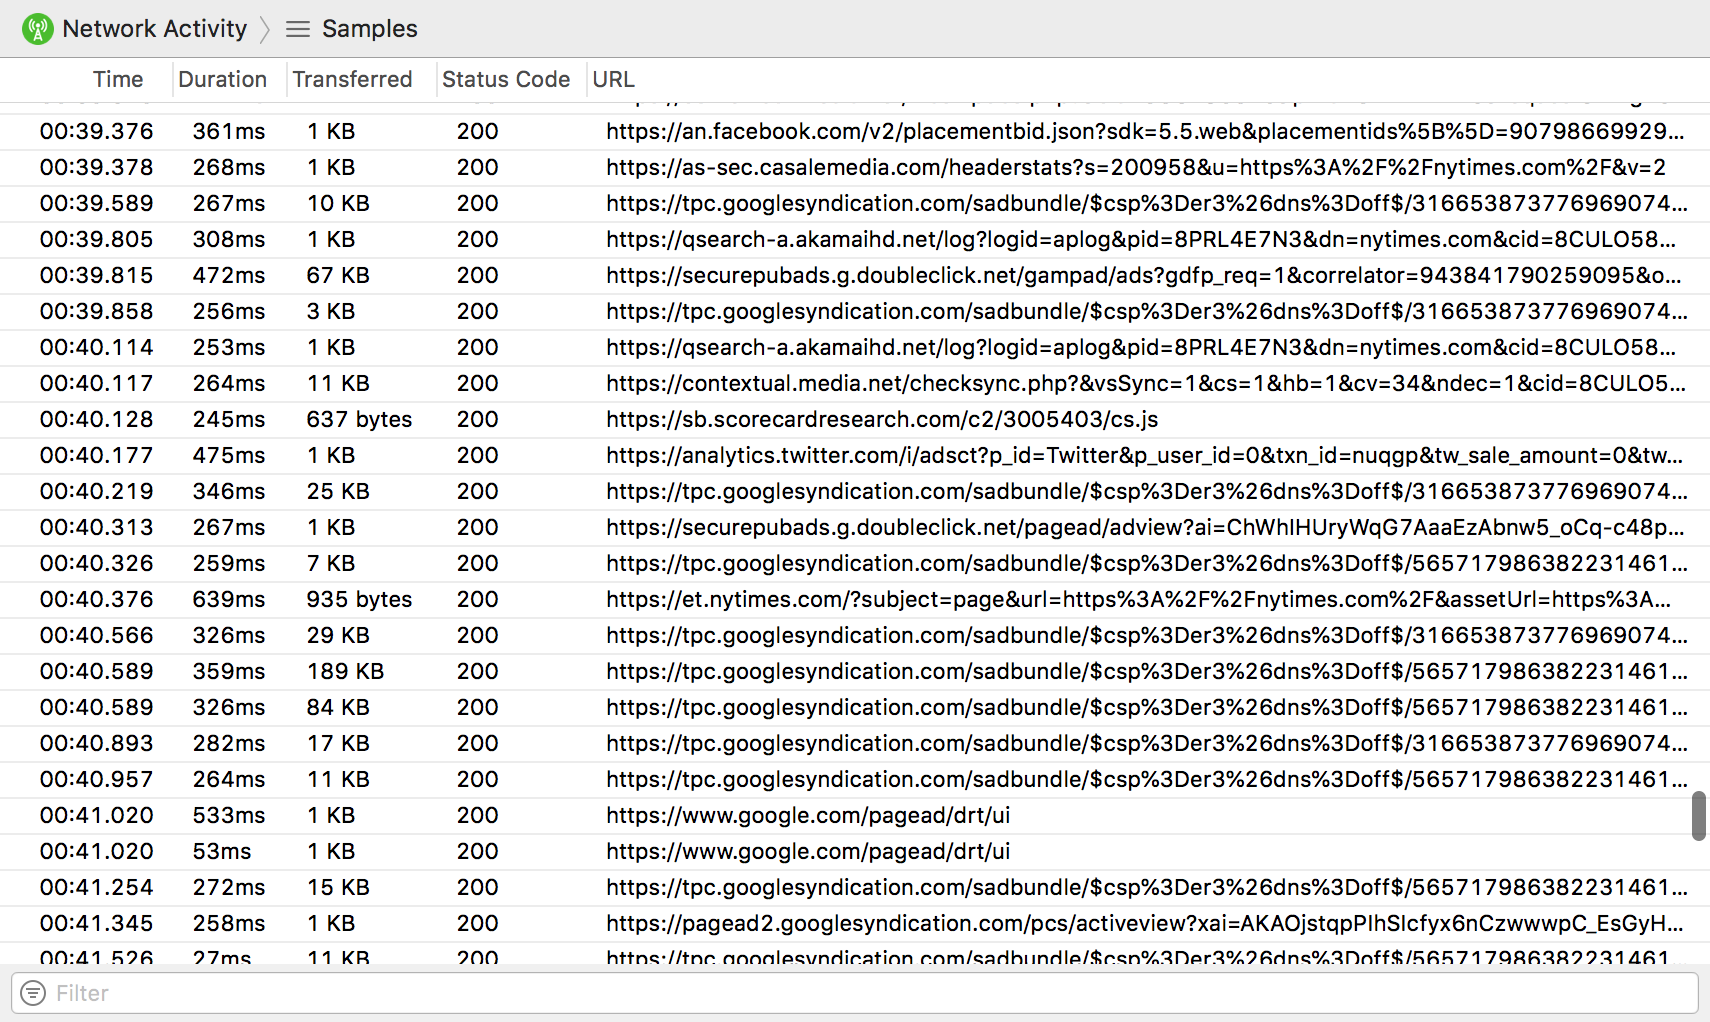 Network Activity Samples
Time Duration Transferred Status Code URL
00:39.376 361ms 1 KB 200 https://an.facebook.com/v2/placementbid.json?sdk=5.5.web&placementids%5B%5D=90798669929...
00:39.378 268ms 1 KB 200 https://as-sec.casalemedia.com/headerstats?s=200958&u=https%3A%2F%2Fnytimes.com%2F&v=2
00:39.589 267ms 10 KB 200 https://tpc.googlesyndication.com/sadbundle/$csp%3Der3%26dns%3Doff$/316653873776969074...
00:39.805 308ms 1 KB 200 https://qsearch-a.akamaihd.net/log?logid=aplog&pid=8PRL4E7N3&dn=nytimes.com&cid=8CULO58...
00:39.815 472ms 67 KB 200 https://securepubads.g.doubleclick.net/gampad/ads?gdfp_req=1&correlator=943841790259095&o...
00:39.858 256ms 3 KB 200 https://tpc.googlesyndication.com/sadbundle/$csp%3Der3%26dns%3Doff$/316653873776969074...
00:40.114 253ms 1 KB 200 https://qsearch-a.akamaihd.net/log?logid=aplog&pid=8PRL4E7N3&dn=nytimes.com&cid=8CULO58...
00:40.117 264ms 11 KB 200 https://contextual.media.net/checksync.php?&vsSync=1&cs=1&hb=1&cv=34&ndec=1&cid=8CULO5...
00:40.128 245ms 637 bytes 200 https://sb.scorecardresearch.com/c2/3005403/cs.js
00:40.177 475ms 1 KB 200 https://analytics.twitter.com/i/adsct?p_id=Twitter&p_user_id=0&txn_id=nuqgp&tw_sale_amount=0&tw...
00:40.219 346ms 25 KB 200 https://tpc.googlesyndication.com/sadbundle/$csp%3Der3%26dns%3Doff$/316653873776969074...
00:40.313 267ms 1 KB 200 https://securepubads.g.doubleclick.net/pagead/adview?ai=ChWhIHUryWqG7AaaEzAbnw5_oCq-c48p...
00:40.326 259ms 7 KB 200 https://tpc.googlesyndication.com/sadbundle/$csp%3Der3%26dns%3Doff$/565717986382231461...
00:40.376 639ms 935 bytes 200 https://et.nytimes.com/?subject=page&url=https%3A%2F%2Fnytimes.com%2F&assetUrl=https%3A...
00:40.566 326ms 29 KB 200 https://tpc.googlesyndication.com/sadbundle/$csp%3Der3%26dns%3Doff$/316653873776969074...
00:40.589 359ms 189 KB 200 https://tpc.googlesyndication.com/sadbundle/$csp%3Der3%26dns%3Doff$/565717986382231461...
00:40.589 326ms 84 KB 200 https://tpc.googlesyndication.com/sadbundle/$csp%3Der3%26dns%3Doff$/565717986382231461...
00:40.893 282ms 17 KB 200 https://tpc.googlesyndication.com/sadbundle/$csp%3Der3%26dns%3Doff$/316653873776969074...
00:40.957 264ms 11 KB 200 https://tpc.googlesyndication.com/sadbundle/$csp%3Der3%26dns%3Doff$/565717986382231461...
00:41.020 533ms 1 KB 200 https://www.google.com/pagead/drt/ui
00:41.020 53ms 1 KB 200 https://www.google.com/pagead/drt/ui
00:41.254 272ms 15 KB 200 https://tpc.googlesyndication.com/sadbundle/$csp%3Der3%26dns%3Doff$/565717986382231461...
00:41.345 258ms 1 KB 200 https://pagead2.googlesyndication.com/pcs/activeview?xai=AKAOjstqpPIhSIcfyx6nCzwwwpC_EsGyH...
00:41.526 27ms 11 KB 200 https://tpc.googlesyndication.com/sadbundle/$csp%3Der3%26dns%3Doff$/565717986382231461...
Filter